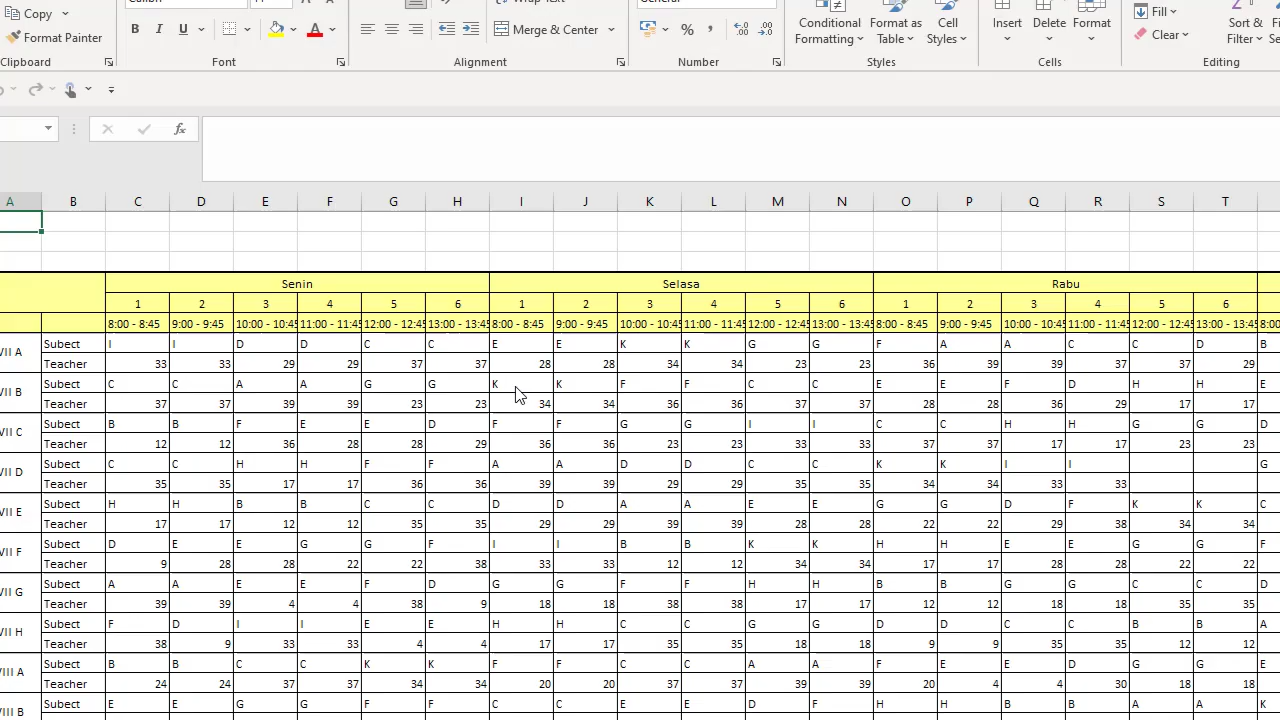 Copy
Format Painter
Clipboard
B I U
Font
Merge & Center
Alignment
%
Number
Conditional Formatting
Format as Table
Cell Styles
Styles
Insert Delete Format
Cells
Fill
Clear
Sort & Filter
Editing
fx
A B C D E F G H I J K L M N O P Q R S T
Senin Selasa Rabu
1 2 3 4 5 6 1 2 3 4 5 6 1 2 3 4 5 6
8:00 - 8:45 9:00 - 9:45 10:00 - 10:45 11:00 - 11:45 12:00 - 12:45 13:00 - 13:45 8:00 - 8:45 9:00 - 9:45 10:00 - 10:45 11:00 - 11:45 12:00 - 12:45 13:00 - 13:45 8:00 - 8:45 9:00 - 9:45 10:00 - 10:45 11:00 - 11:45 12:00 - 12:45 13:00 - 13:45 8:00
VII A Subect I I D D C C E E K K G G F A A C C D B
Teacher 33 33 29 29 37 37 28 28 34 34 23 23 36 39 39 37 37 29
VII B Subect C C A A G G K K F F C C E E F D H H E
Teacher 37 37 39 39 23 23 34 34 36 36 37 37 28 28 36 29 17 17
VII C Subect B B F E E D F F G G I I C C H H G G D
Teacher 12 12 36 28 28 29 36 36 23 23 33 33 37 37 17 17 23 23
VII D Subect C C H H F F A A D D C C K K I I G
Teacher 35 35 17 17 36 36 39 39 29 29 35 35 34 34 33 33
VII E Subect H H B B C C D D A A E E G G D F K K C
Teacher 17 17 12 12 35 35 29 29 39 39 28 28 22 22 29 38 34 34
VII F Subect D E E G G F I I B B K K H H E E G G F
Teacher 9 28 28 22 22 38 33 33 12 12 34 34 17 17 28 28 22 22
VII G Subect A A E E F D G G F F H H B B G G C C D
Teacher 39 39 4 4 38 9 18 18 38 38 17 17 12 12 18 18 35 35
VII H Subect F D I I E E H H C C G G D D C C B B A
Teacher 38 9 33 33 4 4 17 17 35 35 18 18 9 9 35 35 12 12
VIII A Subect B B C C K K F F C C A A F E E D G G E
Teacher 24 24 37 37 34 34 20 20 37 37 39 39 20 4 4 30 18 18
VIII B Subect E E G G F F C C E E D F H H B B A A K